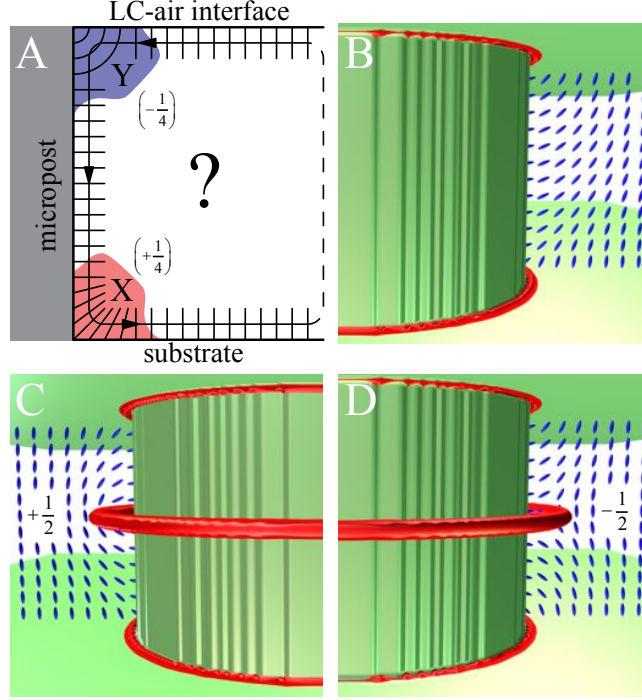 LC-air interface
A
Y
(-1/4)
micropost
?
(+1/4)
X
substrate
B
C
+1/2
D
-1/2